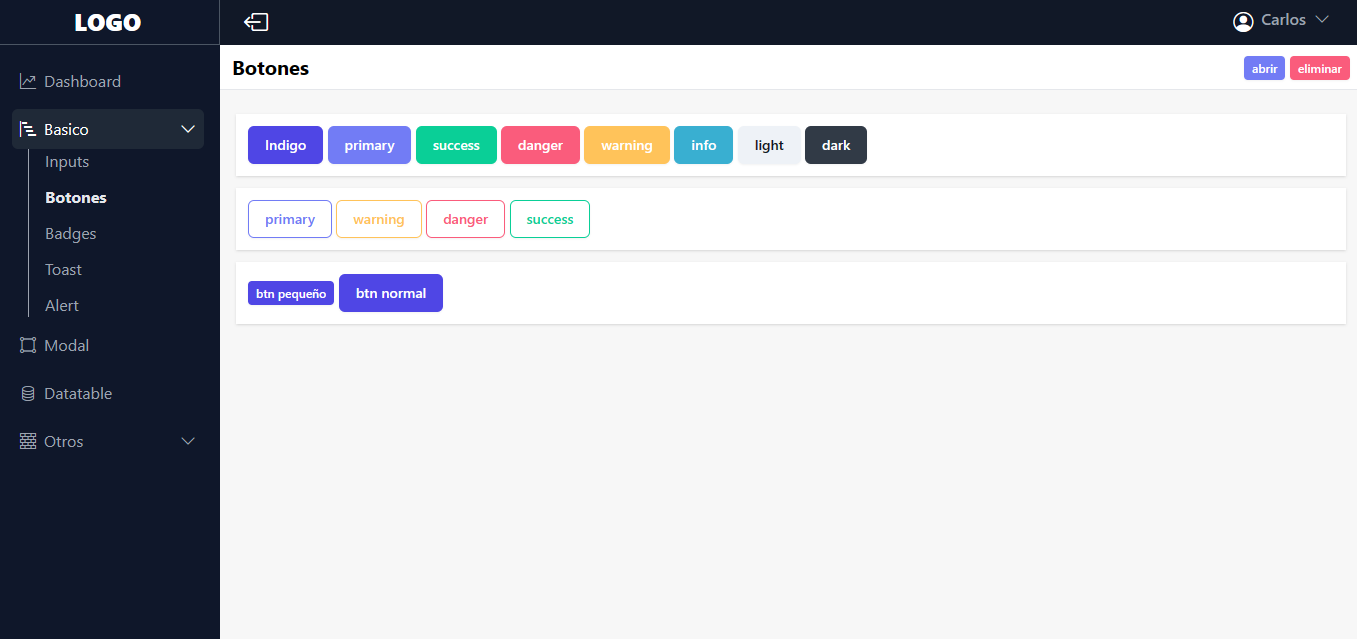 LOGO
Carlos
Dashboard
Basico
Inputs
Botones
Badges
Toast
Alert
Modal
Datatable
Otros
Botones
abrir eliminar
Indigo primary success danger warning info light dark
primary warning danger success
btn pequeño btn normal